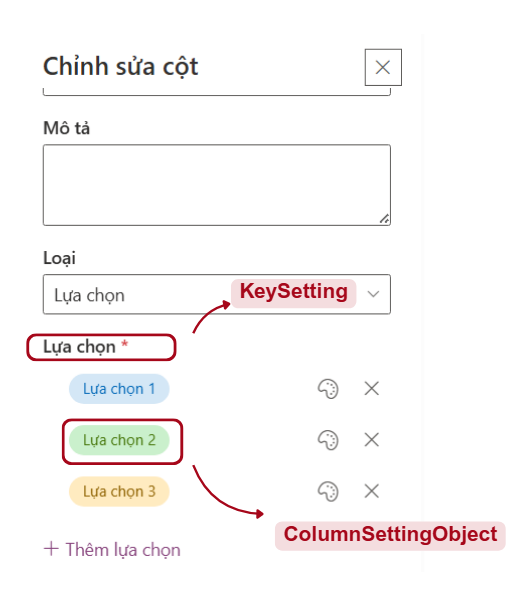 Chỉnh sửa cột
Mô tả
Loại
Lựa chọn
KeySetting
Lựa chọn *
Lựa chọn 1
Lựa chọn 2
Lựa chọn 3
ColumnSettingObject
+ Thêm lựa chọn